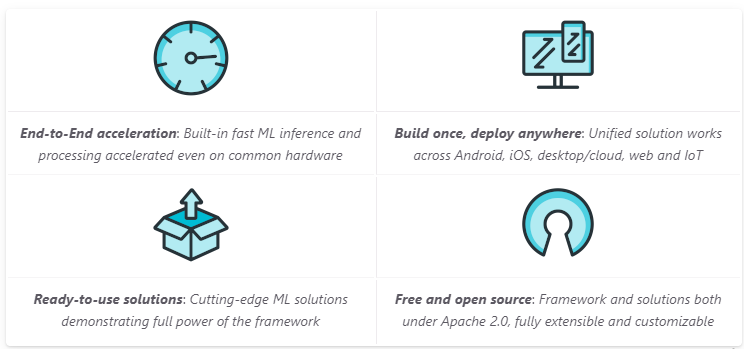 End-to-End acceleration: Built-in fast ML inference and
processing accelerated even on common hardware
Build once, deploy anywhere: Unified solution works
across Android, iOS, desktop/cloud, web and IoT
Ready-to-use solutions: Cutting-edge ML solutions
demonstrating full power of the framework
Free and open source: Framework and solutions both
under Apache 2.0, fully extensible and customizable